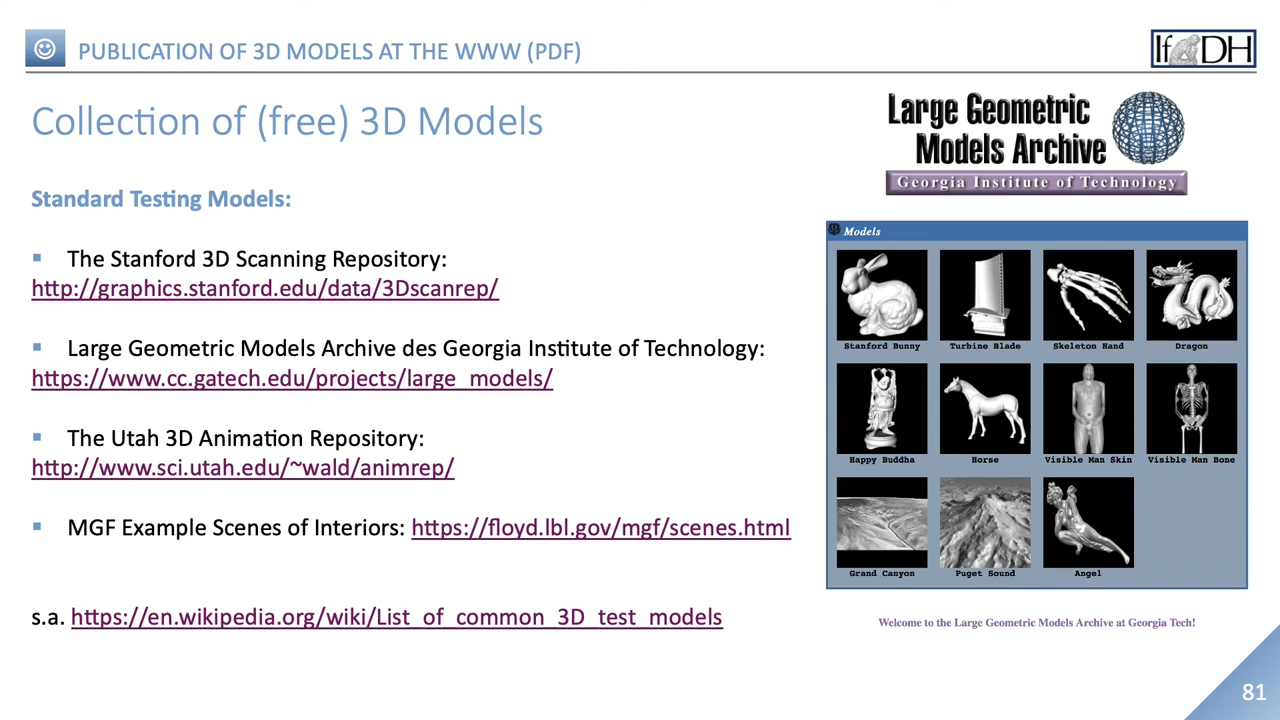 PUBLICATION OF 3D MODELS AT THE WWW (PDF)
IfDH
Collection of (free) 3D Models
Large Geometric
Models Archive
Georgia Institute of Technology
Standard Testing Models:
The Stanford 3D Scanning Repository:
http://graphics.stanford.edu/data/3Dscanrep/
Large Geometric Models Archive des Georgia Institute of Technology:
https://www.cc.gatech.edu/projects/large_models/
The Utah 3D Animation Repository:
http://www.sci.utah.edu/~wald/animrep/
MGF Example Scenes of Interiors: https://floyd.lbl.gov/mgf/scenes.html
s.a. https://en.wikipedia.org/wiki/List_of_common_3D_test_models
Models
Stanford Bunny Turbine Blade Skeleton Hand Dragon
Happy Buddha Horse Visible Man Skin Visible Man Bone
Grand Canyon Puget Sound Angel
Welcome to the Large Geometric Models Archive at Georgia Tech!
81